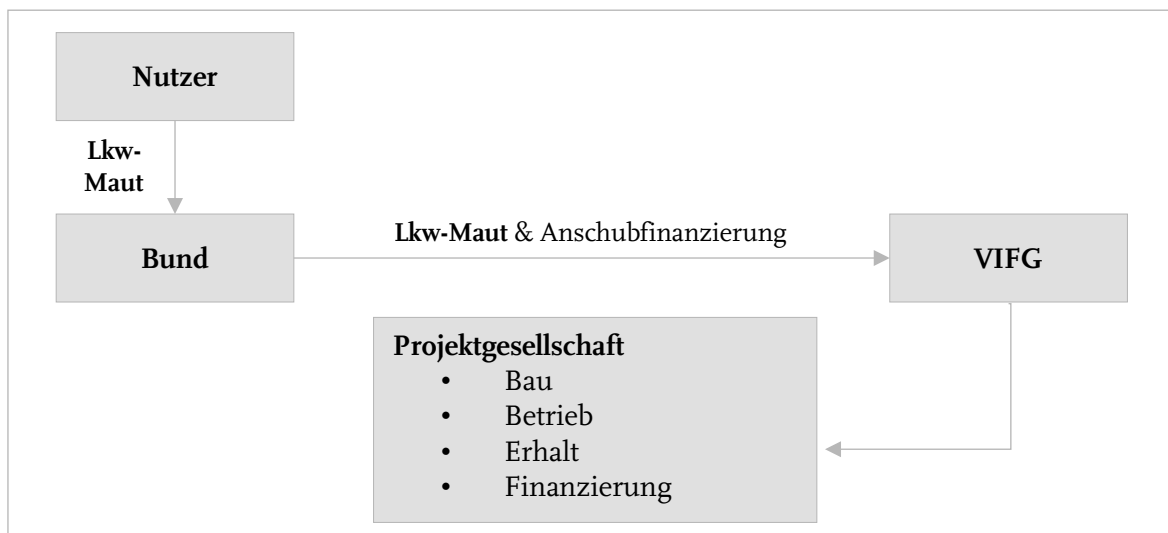 Nutzer
Lkw-
Maut
Bund
Lkw-Maut & Anschubfinanzierung
VIFG
Projektgesellschaft
• Bau
• Betrieb
• Erhalt
• Finanzierung